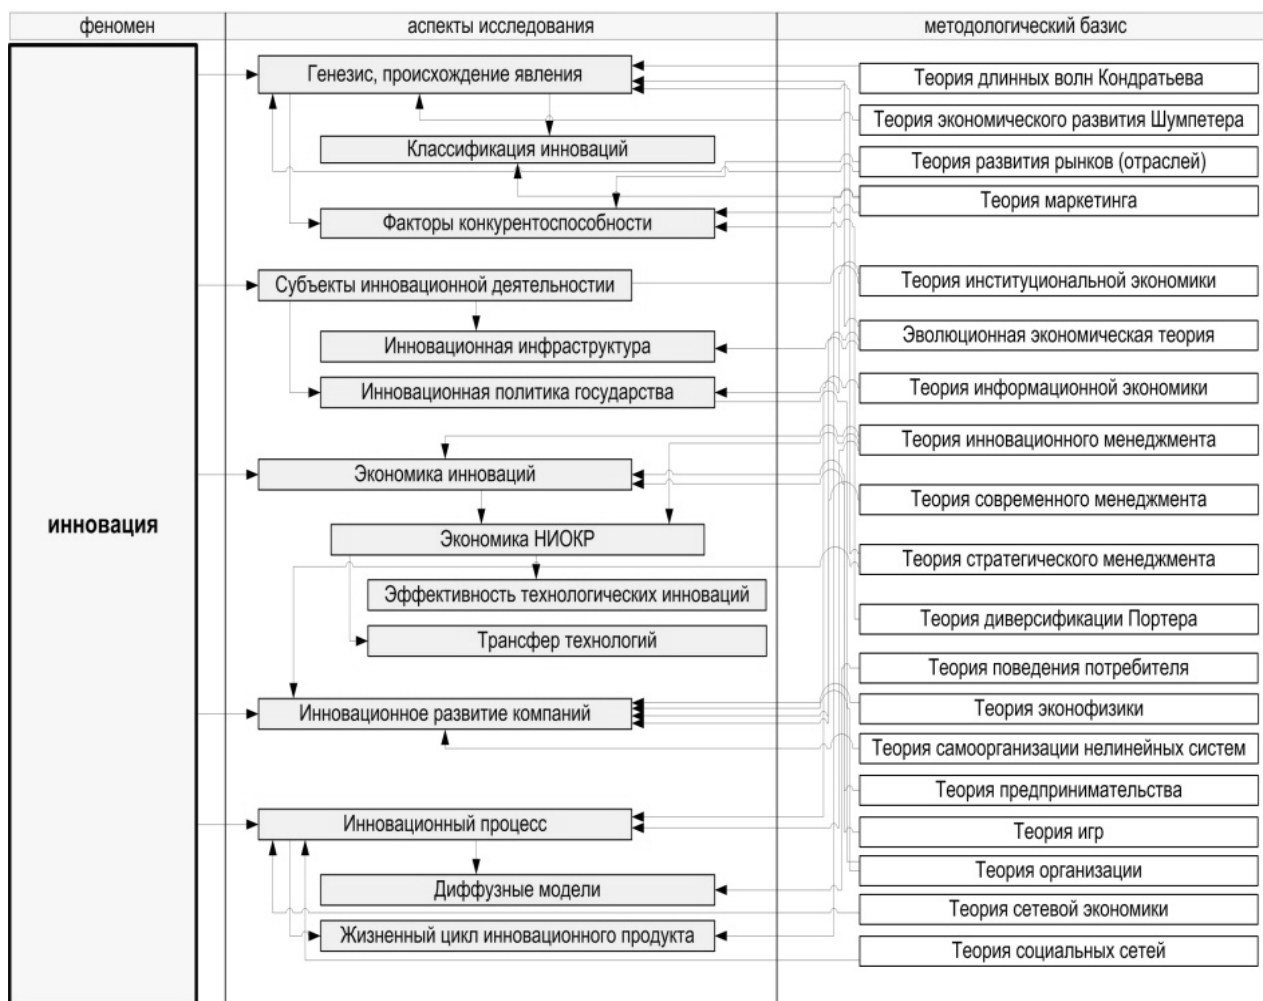 феномен
аспекты исследования
методологический базис
инновация
Генезис, происхождение явления
Классификация инноваций
Факторы конкурентоспособности
Субъекты инновационной деятельностии
Инновационная инфраструктура
Инновационная политика государства
Экономика инноваций
Экономика НИОКР
Эффективность технологических инноваций
Трансфер технологий
Инновационное развитие компаний
Инновационный процесс
Диффузные модели
Жизненный цикл инновационного продукта
Теория длинных волн Кондратьева
Теория экономического развития Шумпетера
Теория развития рынков (отраслей)
Теория маркетинга
Теория институциональной экономики
Эволюционная экономическая теория
Теория информационной экономики
Теория инновационного менеджмента
Теория современного менеджмента
Теория стратегического менеджмента
Теория диверсификации Портера
Теория поведения потребителя
Теория эконофизики
Теория самоорганизации нелинейных систем
Теория предпринимательства
Теория игр
Теория организации
Теория сетевой экономики
Теория социальных сетей